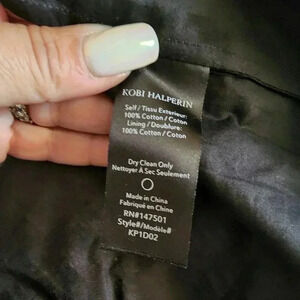 KOBI HALPERIN
Self / Tissu Exterieur:
100% Cotton / Coton
Lining / Doublure:
100% Cotton / Coton
Dry Clean Only
Nettoyer A Sec Seulement
Made in China
Fabriqué en Chine
RN#147501
Style#/Modèle#
KP1D02